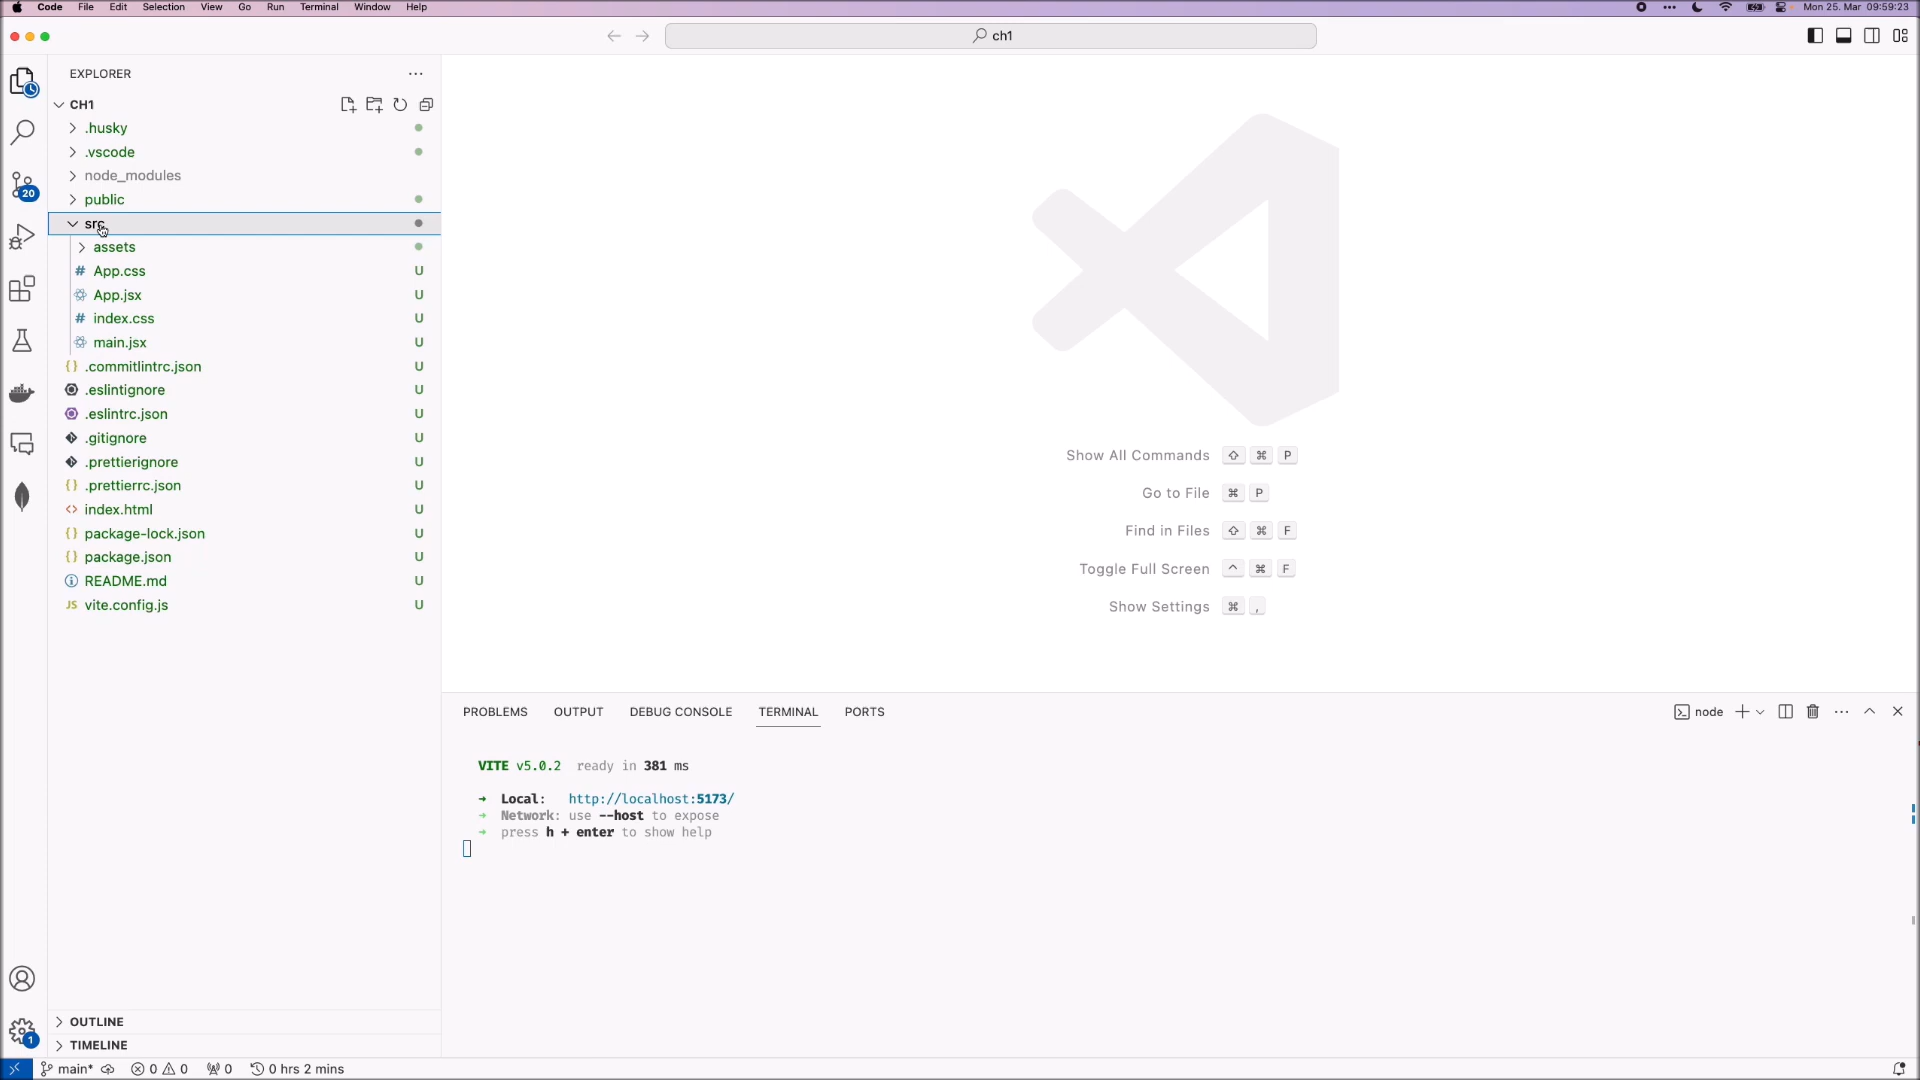 Code File Edit Selection View Go Run Terminal Window Help
Mon 25. Mar 09:59:23
ch1
EXPLORER
CH1
.husky
.vscode
node_modules
public
src
assets
# App.css U
App.jsx U
# index.css U
main.jsx U
{} .commitlintrc.json U
.eslintignore U
.eslintrc.json U
.gitignore U
.prettierignore U
{} .prettierrc.json U
<> index.html U
{} package-lock.json U
{} package.json U
README.md U
JS vite.config.js U
20
Show All Commands ⇧ ⌘ P
Go to File ⌘ P
Find in Files ⇧ ⌘ F
Toggle Full Screen ^ ⌘ F
Show Settings ⌘ ,
PROBLEMS OUTPUT DEBUG CONSOLE TERMINAL PORTS
node
VITE v5.0.2 ready in 381 ms
➜ Local: http://localhost:5173/
➜ Network: use --host to expose
➜ press h + enter to show help
OUTLINE
1
TIMELINE
main* 0 0 0 0 hrs 2 mins